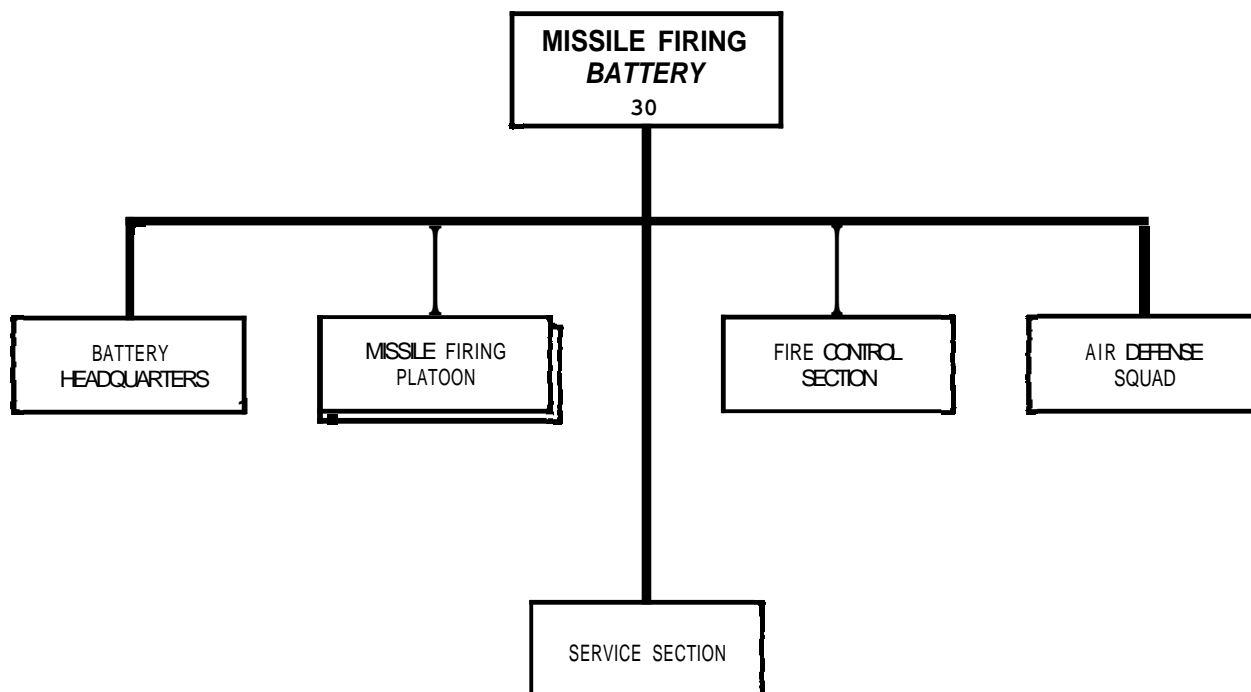 MISSILE FIRING
BATTERY
30
BATTERY
HEADQUARTERS
MISSILE FIRING
PLATOON
FIRE CONTROL
SECTION
AIR DEFENSE
SQUAD
SERVICE SECTION